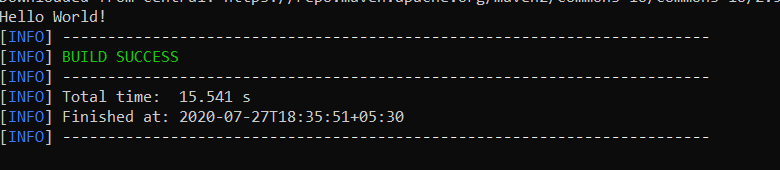 Downloaded from central: https://repo.maven.apache.org/maven2/commons-io/commons-io/2.5
Hello World!
[INFO] ------------------------------------------------------------------------
[INFO] BUILD SUCCESS
[INFO] ------------------------------------------------------------------------
[INFO] Total time:  15.541 s
[INFO] Finished at: 2020-07-27T18:35:51+05:30
[INFO] ------------------------------------------------------------------------